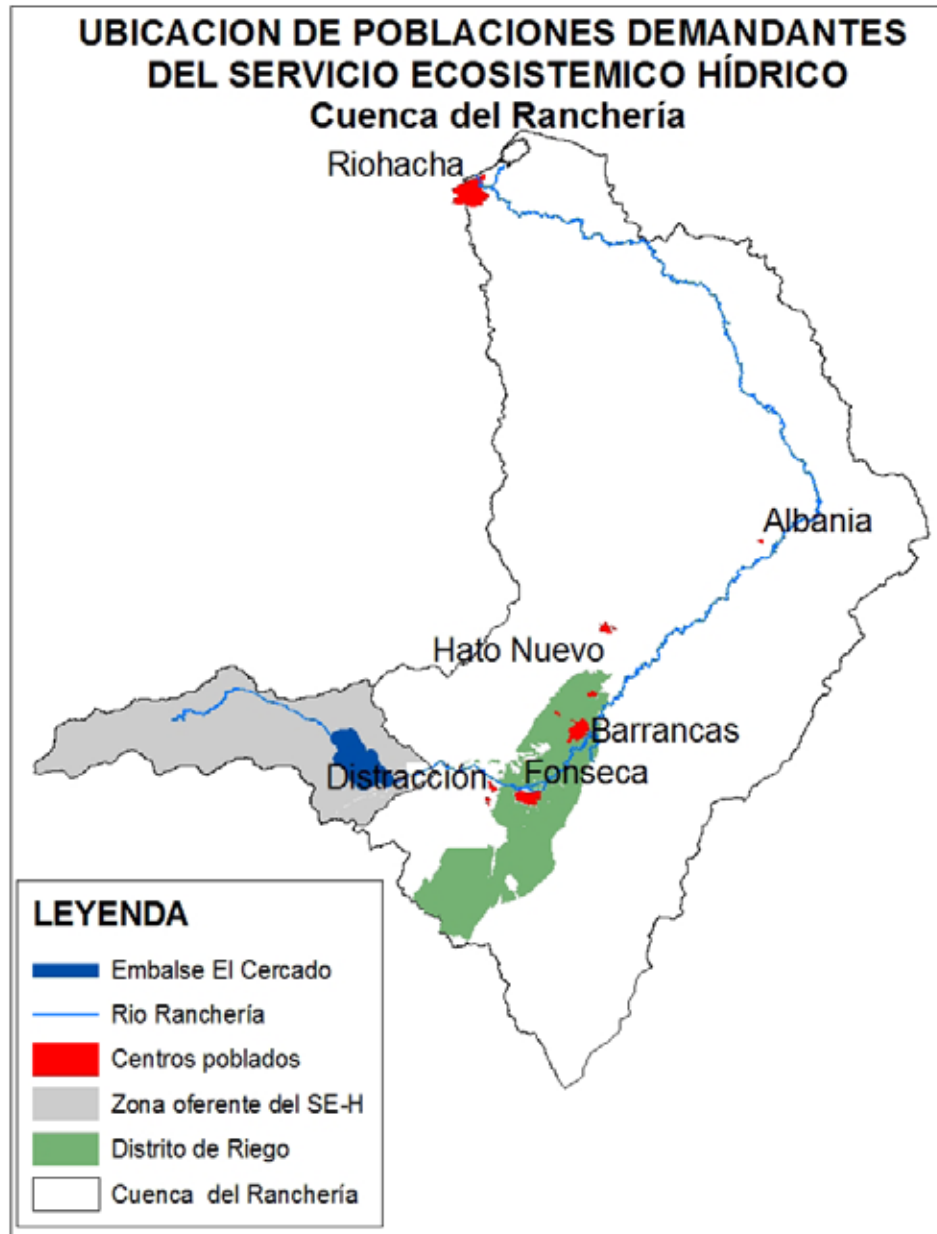 UBICACION DE POBLACIONES DEMANDANTES
DEL SERVICIO ECOSISTEMICO HÍDRICO
Cuenca del Ranchería
Riohacha
Albania
Hato Nuevo
Barrancas
Distracción
Fonseca
LEYENDA
Embalse El Cercado
Rio Ranchería
Centros poblados
Zona oferente del SE-H
Distrito de Riego
Cuenca del Ranchería